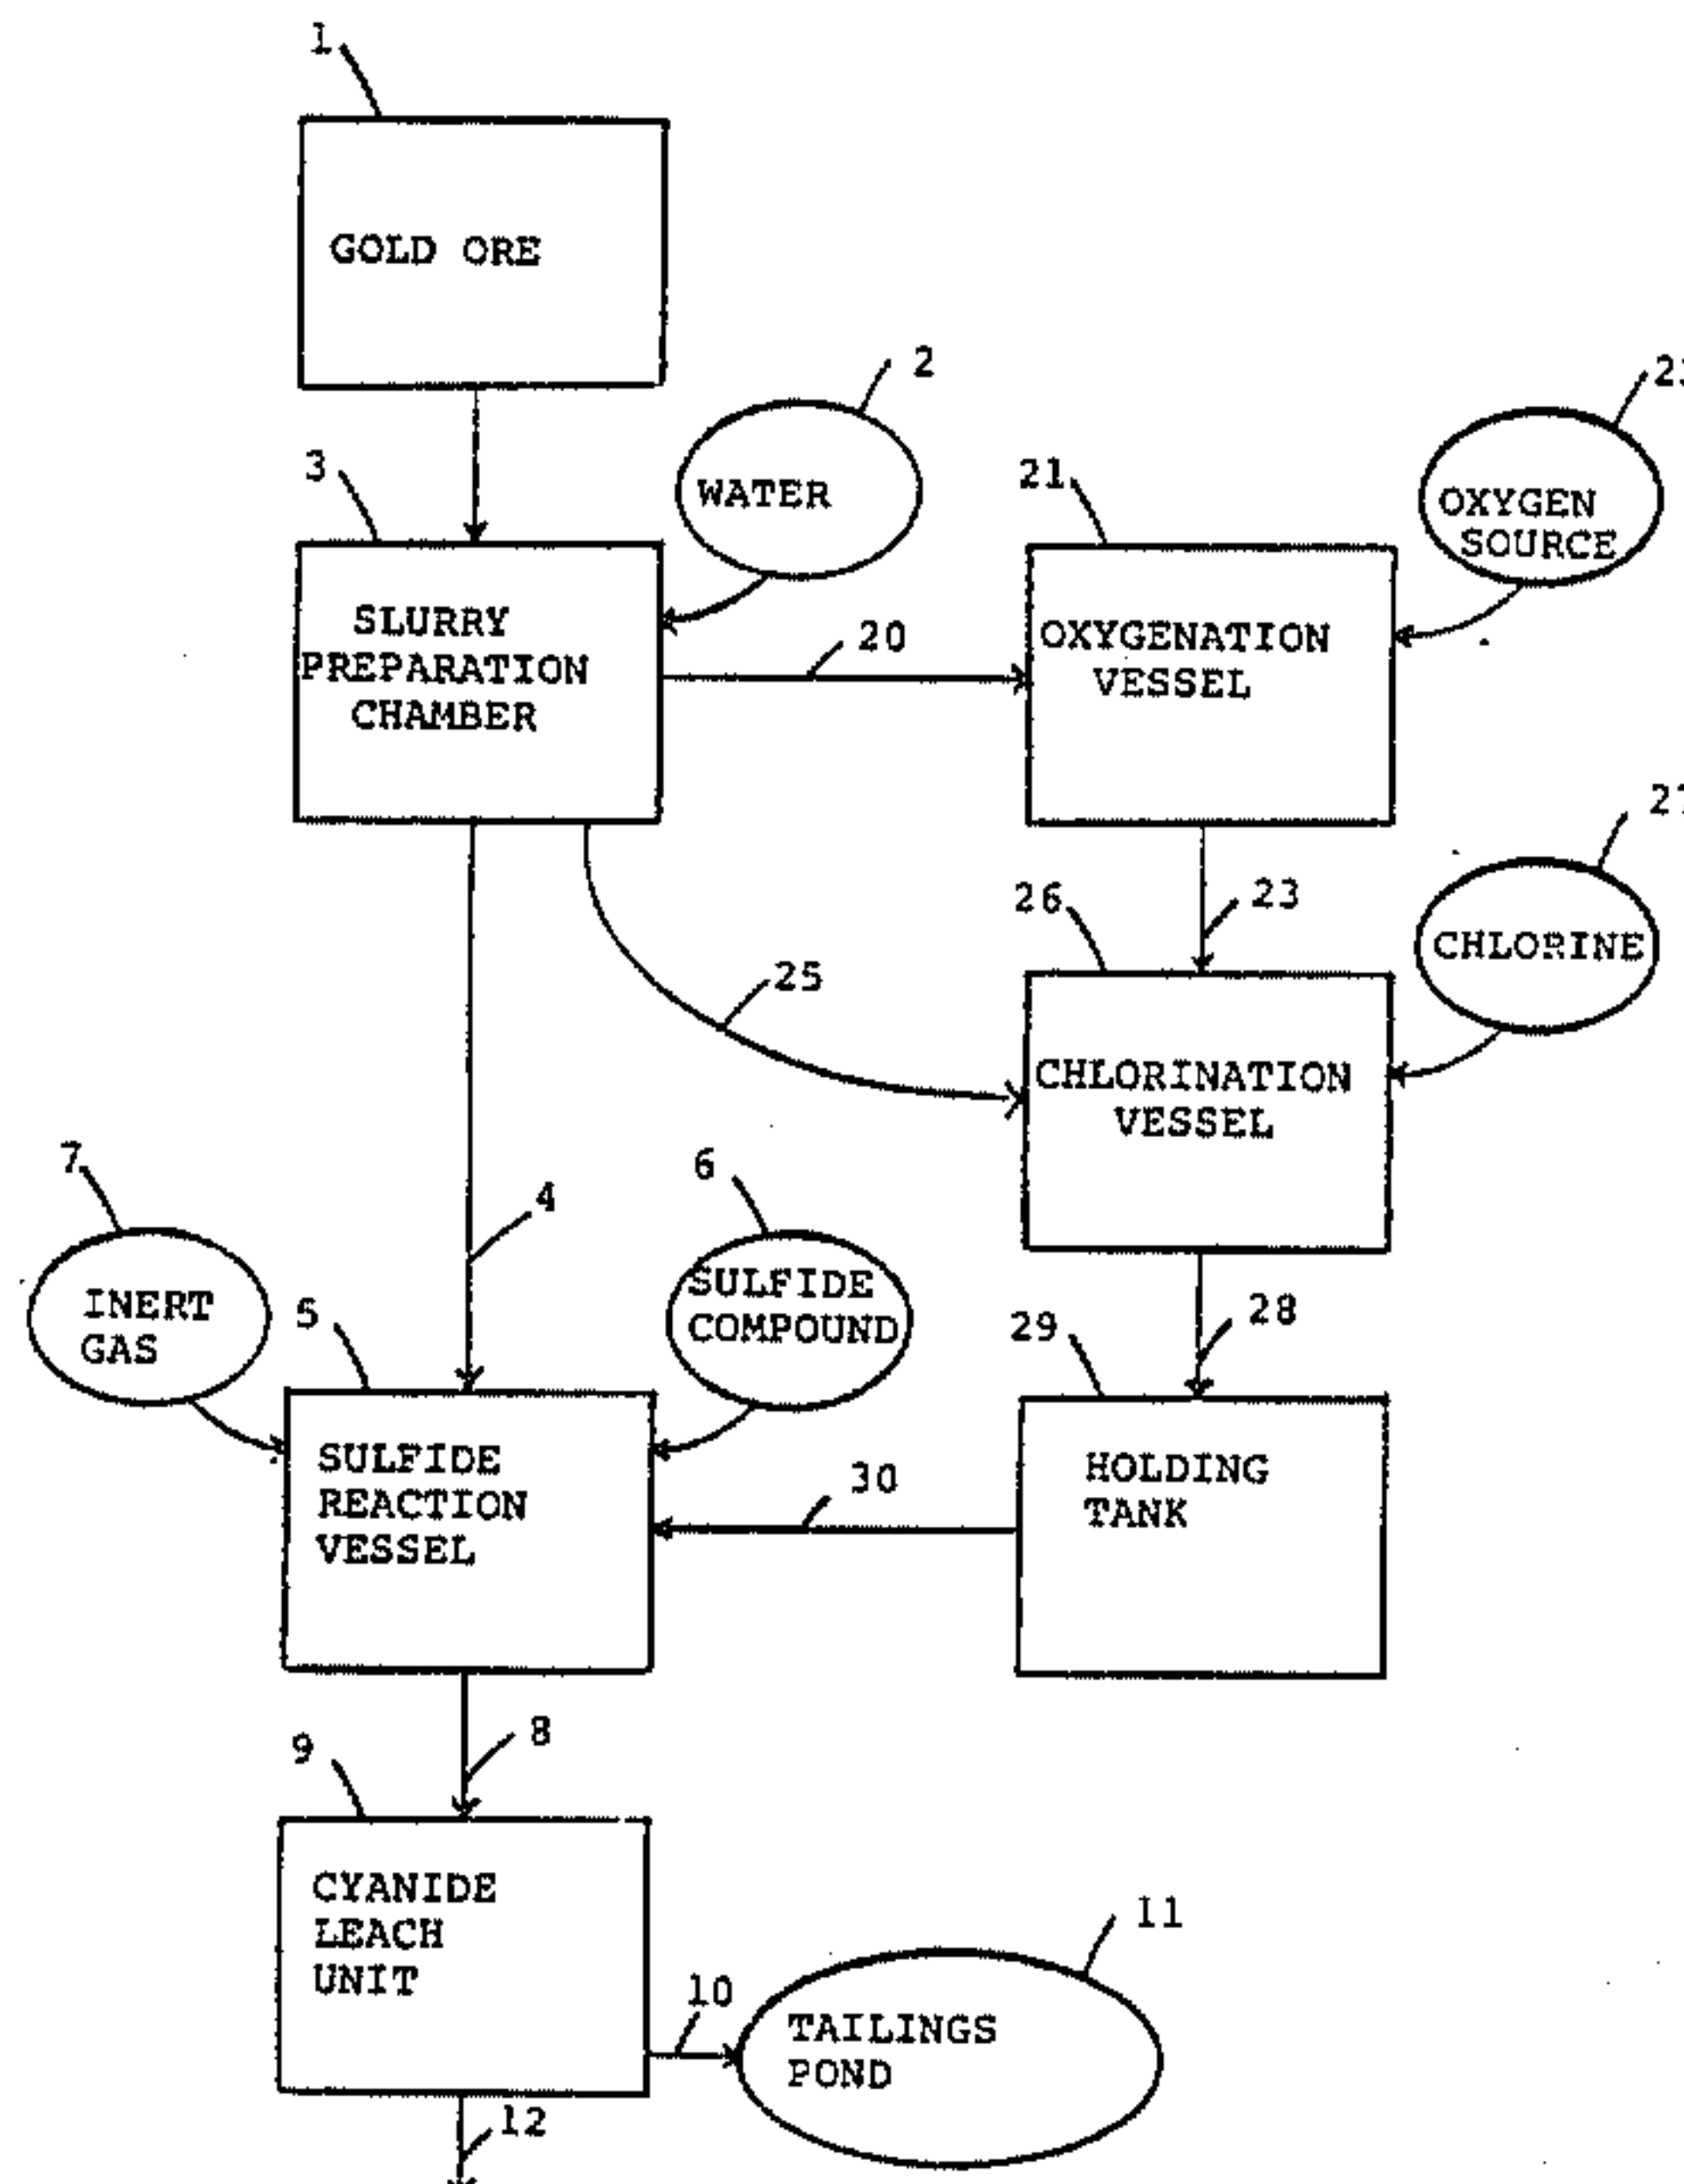 1
GOLD ORE
2
WATER
3
SLURRY
PREPARATION
CHAMBER
20
21
OXYGENATION
VESSEL
OXYGEN
SOURCE
23
25
26
CHLORINE
CHLORINATION
VESSEL
4
7
INERT
GAS
6
SULFIDE
COMPOUND
5
SULFIDE
REACTION
VESSEL
28
29
HOLDING
TANK
30
8
9
CYANIDE
LEACH
UNIT
10
11
TAILINGS
POND
12